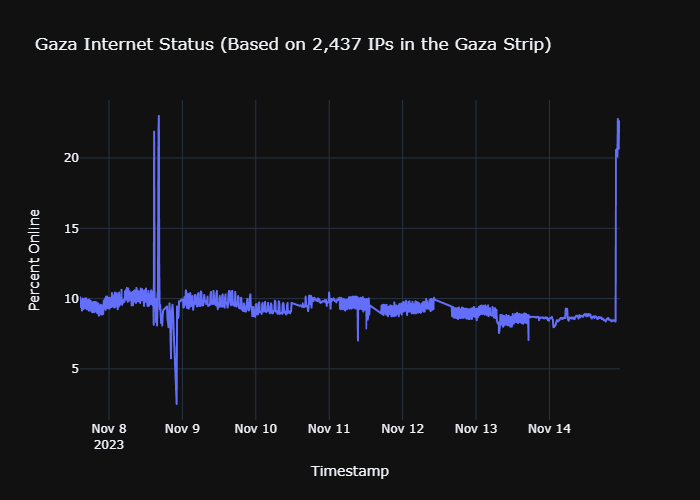 Gaza Internet Status (Based on 2,437 IPs in the Gaza Strip)
Percent Online
20
15
10
5
Nov 8 Nov 9 Nov 10 Nov 11 Nov 12 Nov 13 Nov 14
2023
Timestamp